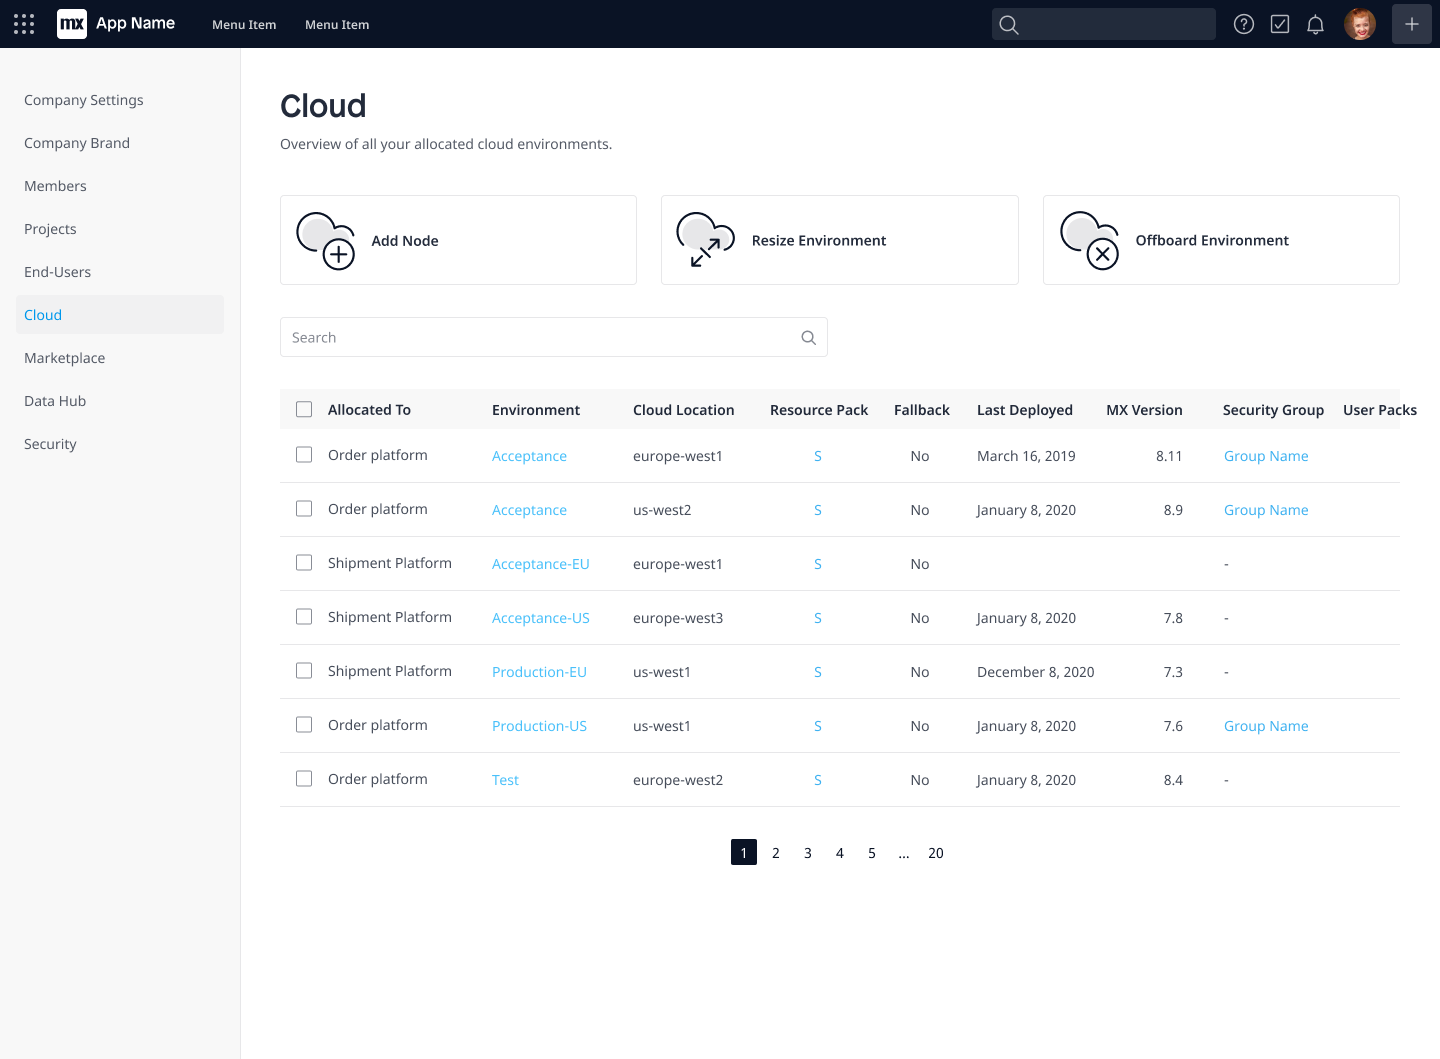 mx App Name Menu Item Menu Item
Company Settings
Company Brand
Members
Projects
End-Users
Cloud
Marketplace
Data Hub
Security
Cloud
Overview of all your allocated cloud environments.
Add Node
Resize Environment
Offboard Environment
Search
Allocated To Environment Cloud Location Resource Pack Fallback Last Deployed MX Version Security Group User Packs
Order platform Acceptance europe-west1 S No March 16, 2019 8.11 Group Name
Order platform Acceptance us-west2 S No January 8, 2020 8.9 Group Name
Shipment Platform Acceptance-EU europe-west1 S No -
Shipment Platform Acceptance-US europe-west3 S No January 8, 2020 7.8 -
Shipment Platform Production-EU us-west1 S No December 8, 2020 7.3 -
Order platform Production-US us-west1 S No January 8, 2020 7.6 Group Name
Order platform Test europe-west2 S No January 8, 2020 8.4 -
1 2 3 4 5 ... 20